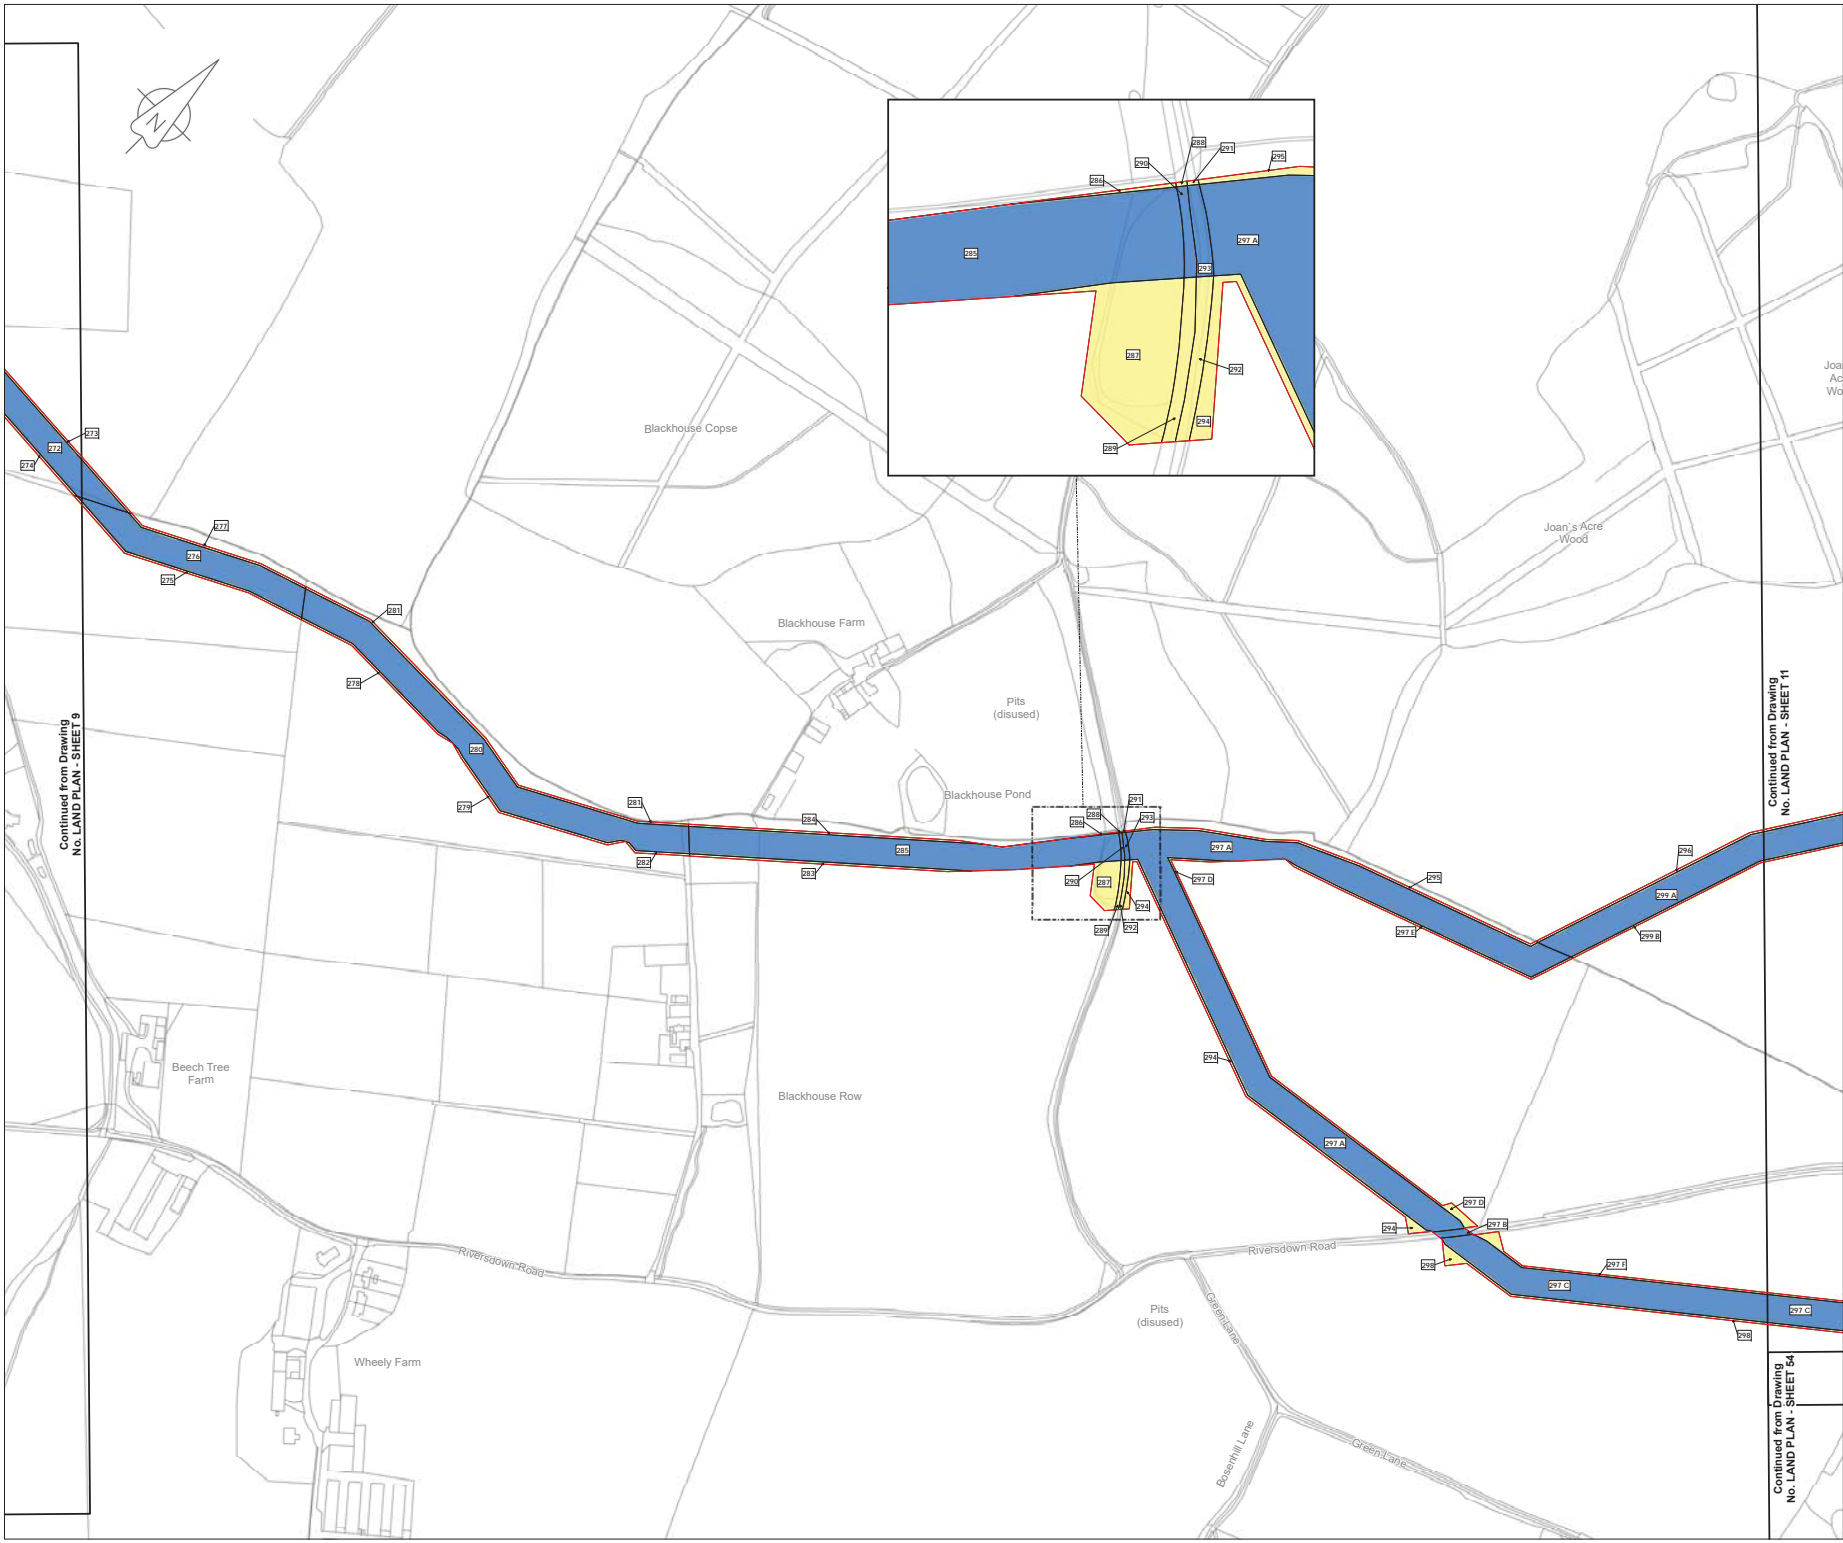 N
288
290
291
295
286
285
297 A
293
287
292
294
289
Joan`s Acre
Wood
Blackhouse Copse
273
272
274
277
276
275
281
278
280
279
Blackhouse Farm
Pits
(disused)
Continued from Drawing
No. LAND PLAN - SHEET 9
Continued from Drawing
No. LAND PLAN - SHEET 11
Blackhouse Pond
281
282
284
283
285
286
288
291
293
290
287
289
292
294
297 A
297 D
295
297 E
296
299 A
299 B
Beech Tree
Farm
Blackhouse Row
294
297 A
297 D
297 B
294
298
297 F
297 C
297 C
298
Riversdown Road
Riversdown Road
Pits
(disused)
Green Lane
Green Lane
Bosenhill Lane
Wheely Farm
Continued from Drawing
No. LAND PLAN - SHEET 54